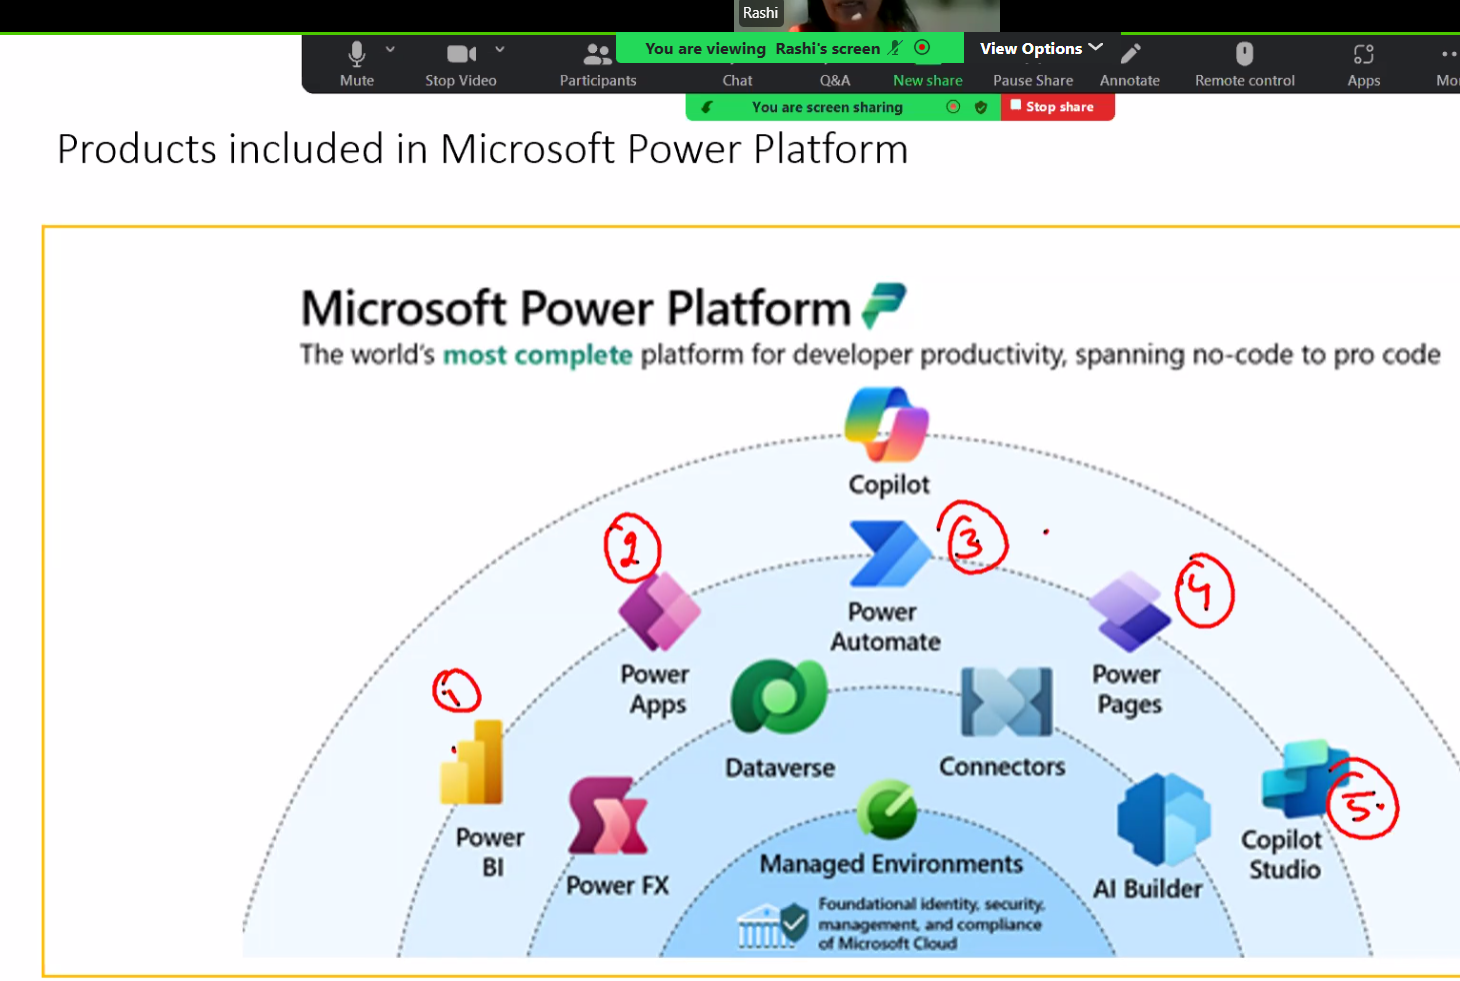 Rashi
You are viewing Rashi's screen
View Options
Mute
Stop Video
Participants
Chat
Q&A
New share
Pause Share
Annotate
Remote control
Apps
You are screen sharing
Stop share
Products included in Microsoft Power Platform
Microsoft Power Platform
The world's most complete platform for developer productivity, spanning no-code to pro code
Copilot
2
3
4
Power
Automate
Power
Apps
Power
Pages
1
Dataverse
Connectors
5
Power
BI
Copilot
Studio
Managed Environments
Power FX
AI Builder
Foundational identity, security,
management, and compliance
of Microsoft Cloud